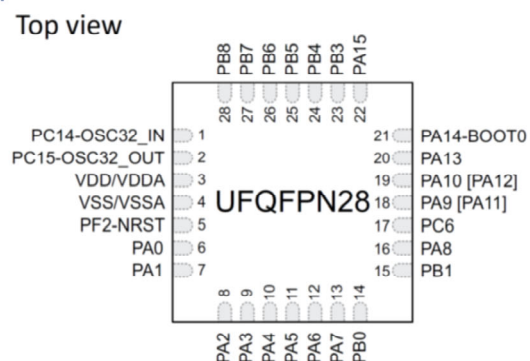 Top view
PB8
PB7
PB6
PB5
PB4
PB3
PA15
28
27
26
25
24
23
22
PC14-OSC32_IN 1
PC15-OSC32_OUT 2
VDD/VDDA 3
VSS/VSSA 4
PF2-NRST 5
PA0 6
PA1 7
UFQFPN28
21 PA14-BOOT0
20 PA13
19 PA10 [PA12]
18 PA9 [PA11]
17 PC6
16 PA8
15 PB1
8
9
10
11
12
13
14
PA2
PA3
PA4
PA5
PA6
PA7
PB0